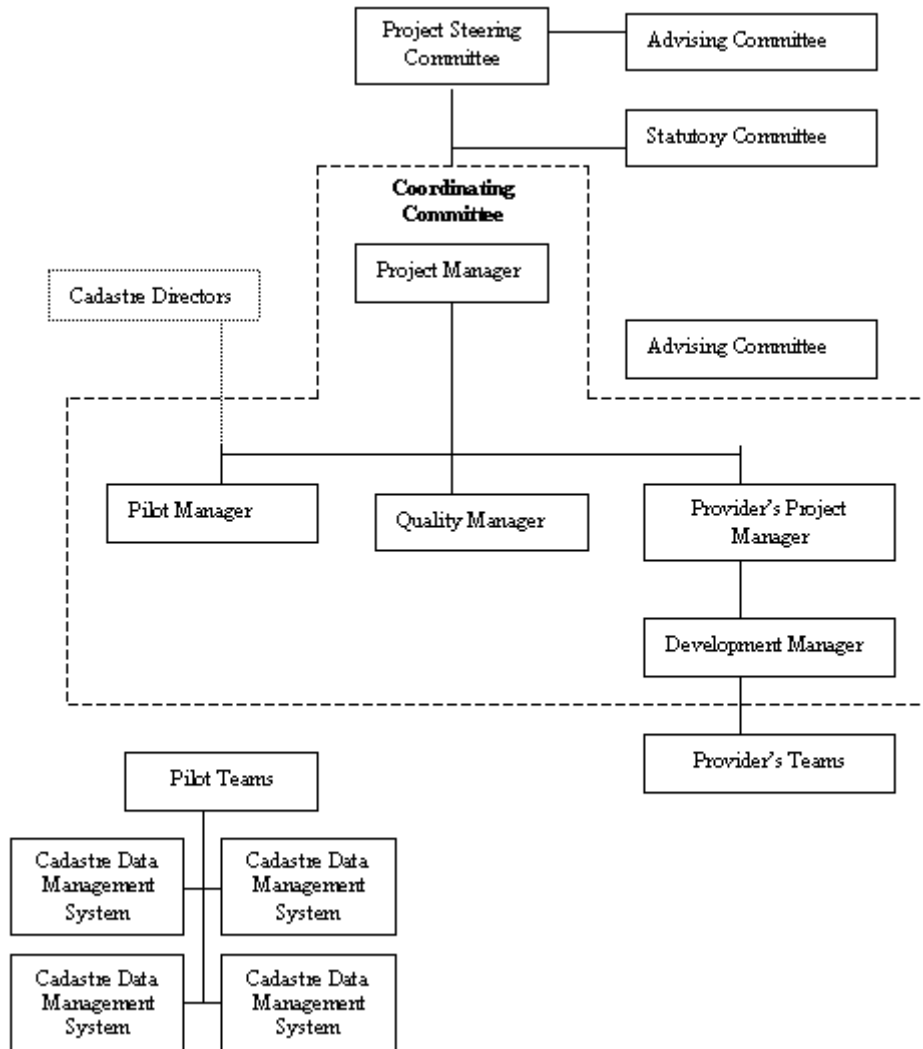 Project Steering
Committee
Advising Committee
Statutory Committee
Coordinating
Committee
Project Manager
Cadastre Directors
Advising Committee
Pilot Manager
Quality Manager
Provider's Project
Manager
Development Manager
Provider's Teams
Pilot Teams
Cadastre Data
Management
System
Cadastre Data
Management
System
Cadastre Data
Management
System
Cadastre Data
Management
System